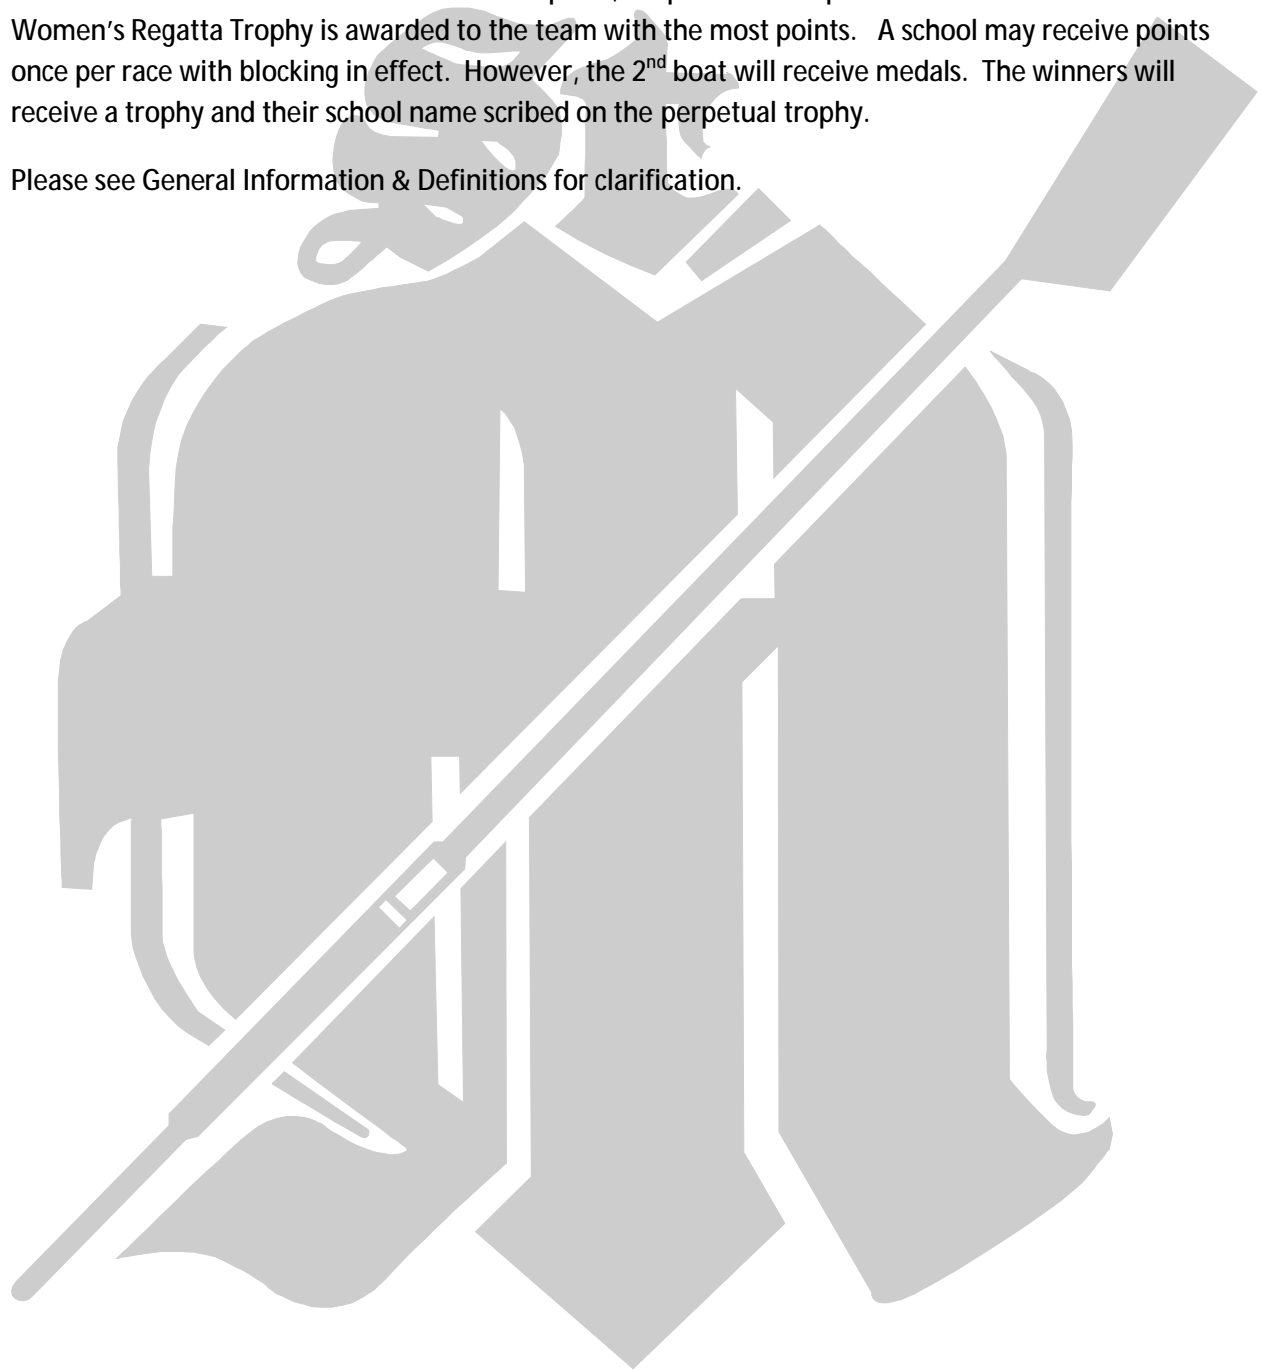 Women's Regatta Trophy is awarded to the team with the most points. A school may receive points
once per race with blocking in effect. However, the 2nd boat will receive medals. The winners will
receive a trophy and their school name scribed on the perpetual trophy.
Please see General Information & Definitions for clarification.